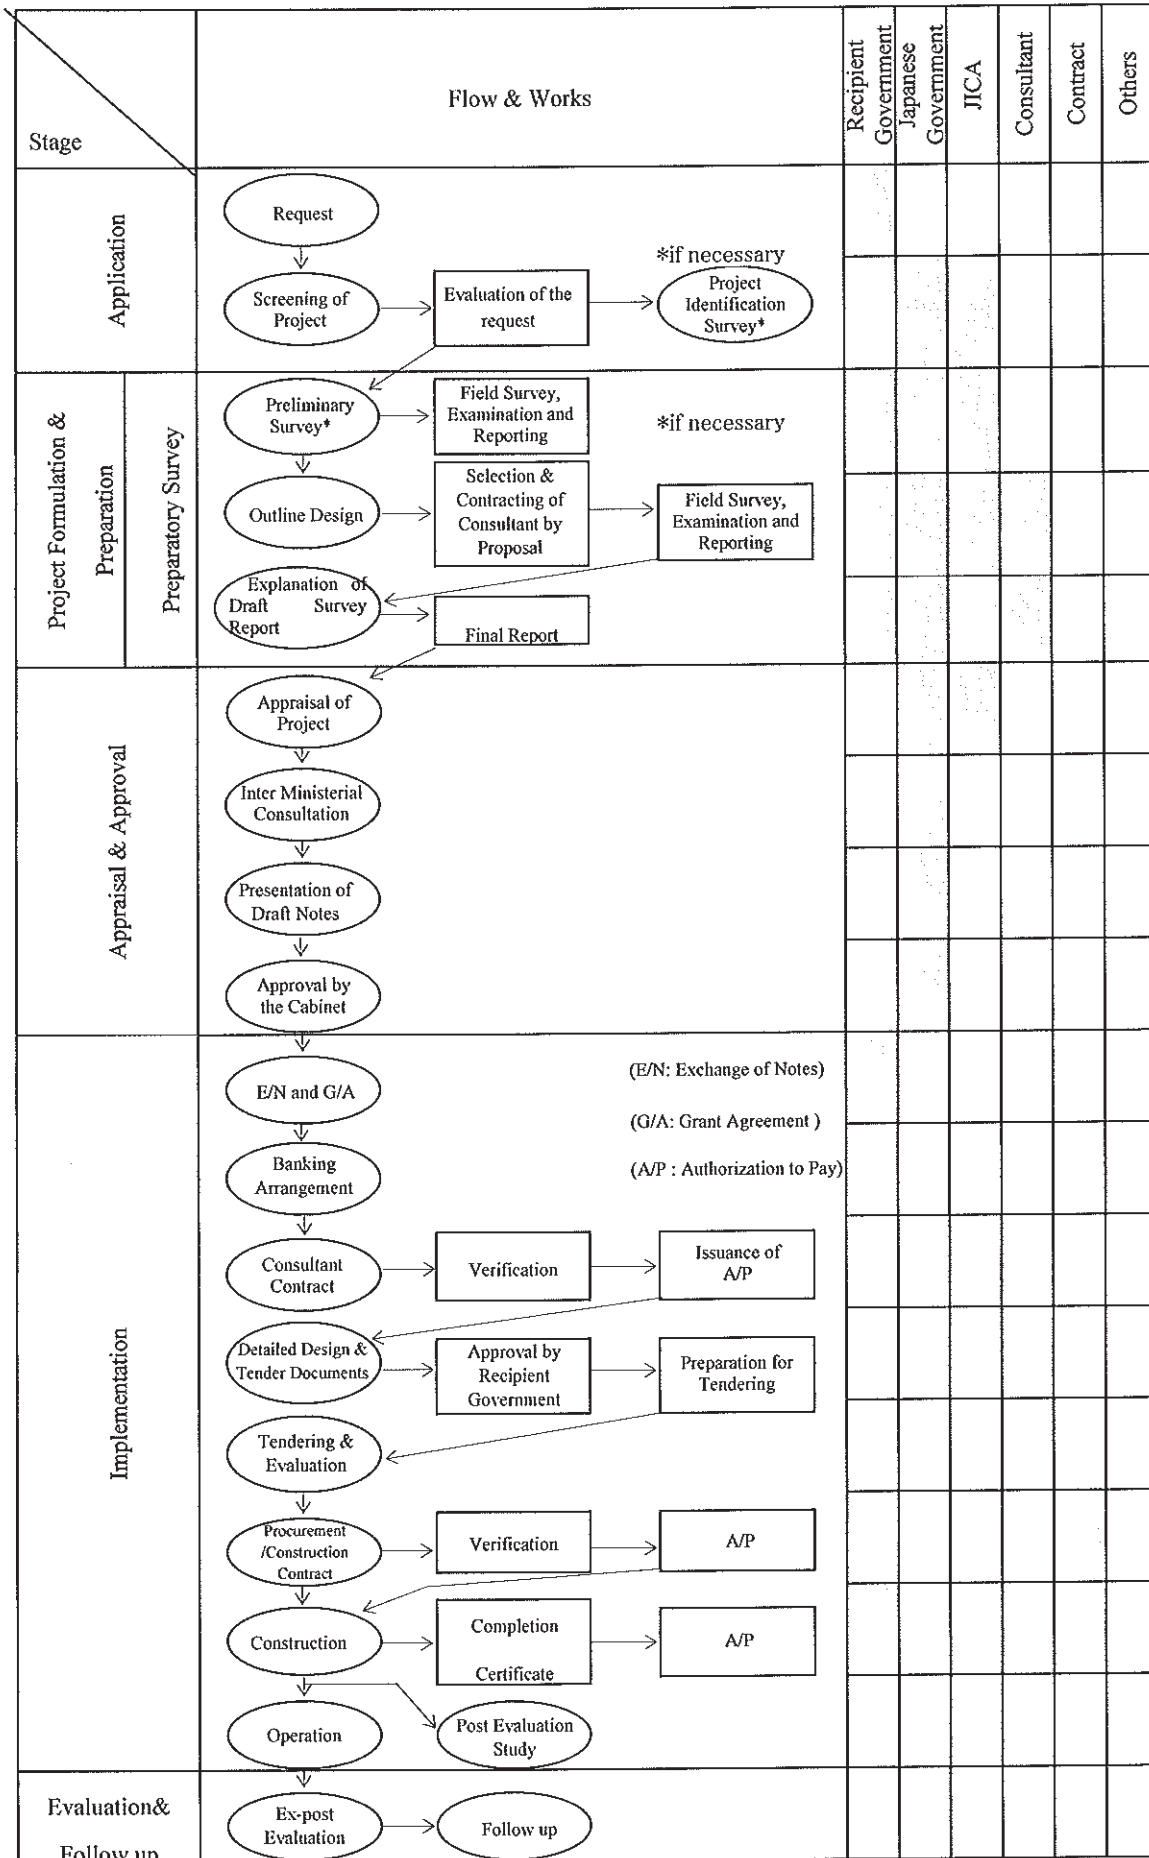 Stage
Flow & Works
Recipient
Government
Japanese
Government
JICA
Consultant
Contract
Others
Application
Request
Screening of
Project
Evaluation of the
request
*if necessary
Project
Identification
Survey*
Project Formulation &
Preparation
Preparatory Survey
Preliminary
Survey*
Field Survey,
Examination and
Reporting
*if necessary
Outline Design
Selection &
Contracting of
Consultant by
Proposal
Field Survey,
Examination and
Reporting
Explanation of
Draft Survey
Report
Final Report
Appraisal & Approval
Appraisal of
Project
Inter Ministerial
Consultation
Presentation of
Draft Notes
Approval by
the Cabinet
Implementation
E/N and G/A
(E/N: Exchange of Notes)
(G/A: Grant Agreement )
(A/P : Authorization to Pay)
Banking
Arrangement
Consultant
Contract
Verification
Issuance of
A/P
Detailed Design &
Tender Documents
Approval by
Recipient
Government
Preparation for
Tendering
Tendering &
Evaluation
Procurement
/Construction
Contract
Verification
A/P
Construction
Completion
Certificate
A/P
Operation
Post Evaluation
Study
Evaluation&
Follow up
Ex-post
Evaluation
Follow up